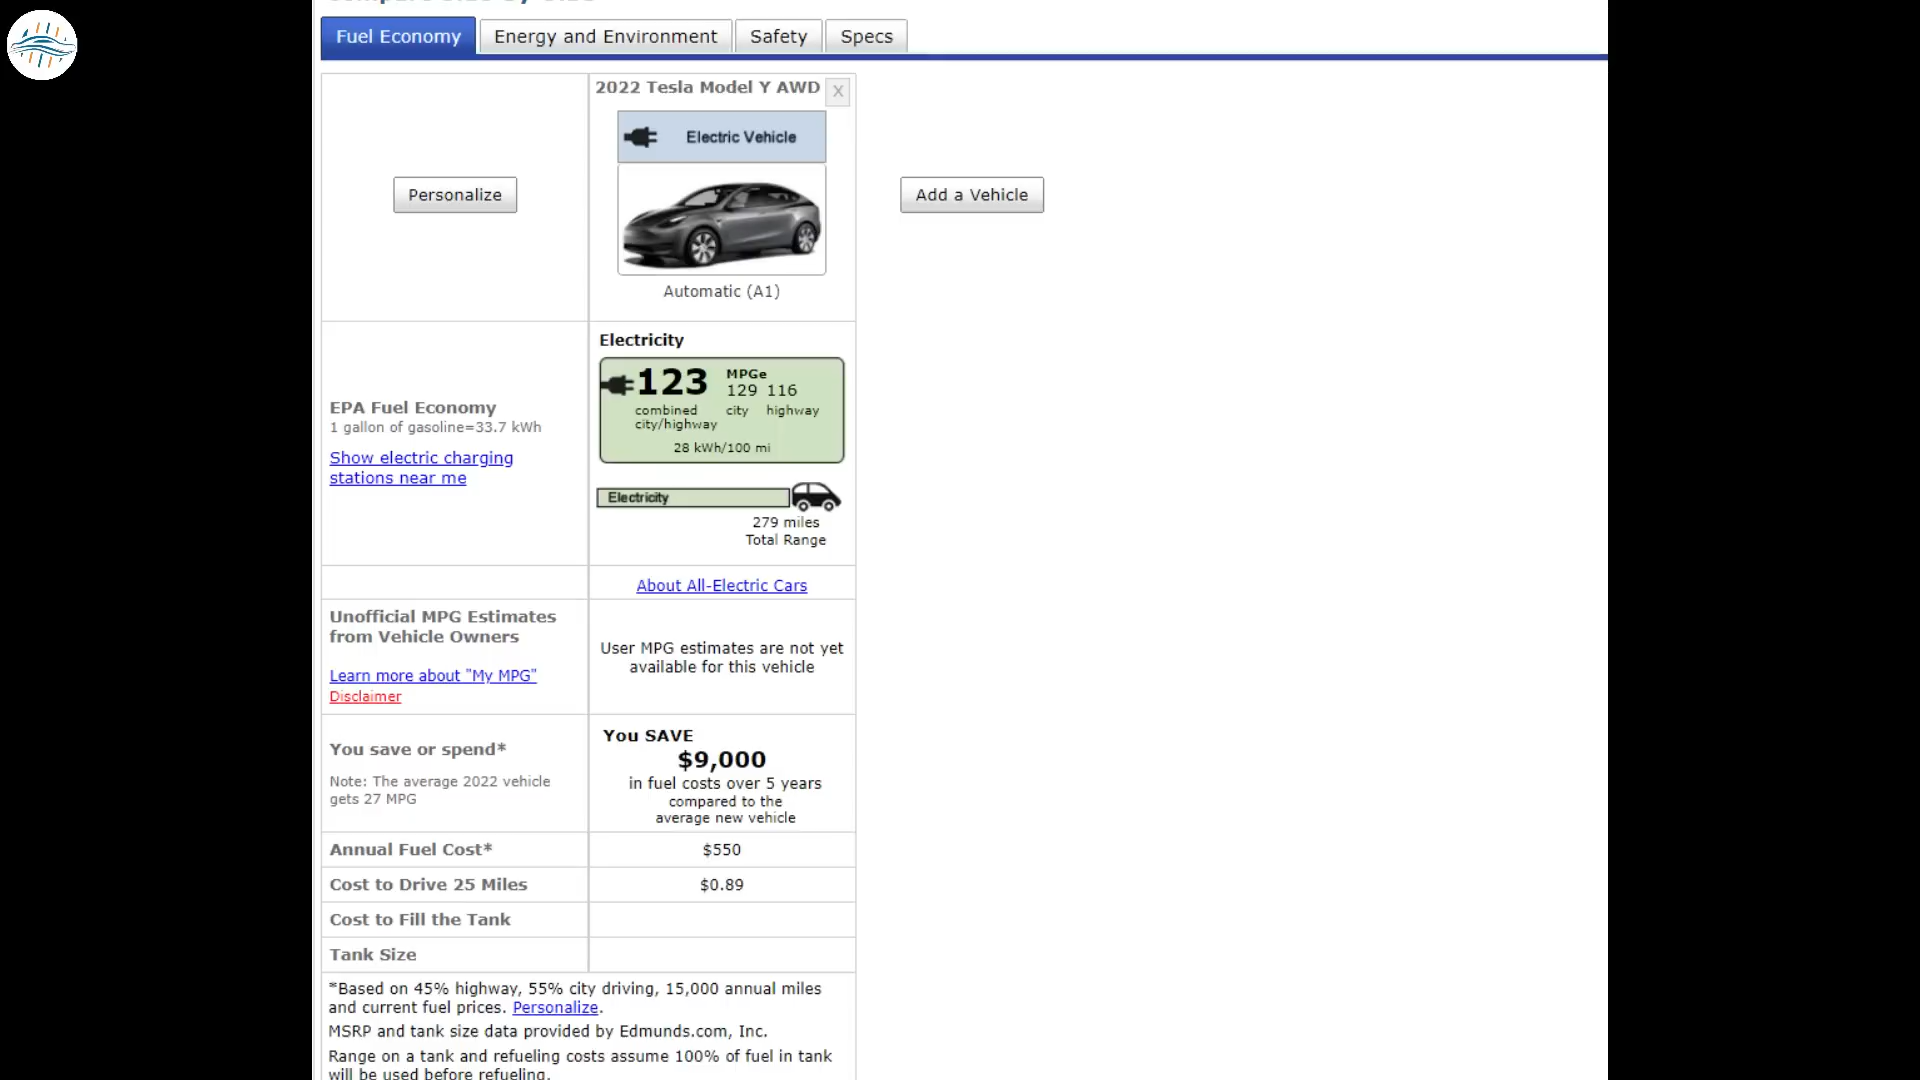 Fuel Economy
Energy and Environment
Safety
Specs
2022 Tesla Model Y AWD
X
Electric Vehicle
Personalize
Add a Vehicle
Automatic (A1)
Electricity
EPA Fuel Economy
1 gallon of gasoline=33.7 kWh
Show electric charging
stations near me
123
MPGe
129 116
combined
city/highway
city highway
28 kWh/100 mi
Electricity
279 miles
Total Range
About All-Electric Cars
Unofficial MPG Estimates
from Vehicle Owners
Learn more about "My MPG"
Disclaimer
User MPG estimates are not yet
available for this vehicle
You save or spend*
Note: The average 2022 vehicle
gets 27 MPG
You SAVE
$9,000
in fuel costs over 5 years
compared to the
average new vehicle
Annual Fuel Cost*
$550
Cost to Drive 25 Miles
$0.89
Cost to Fill the Tank
Tank Size
*Based on 45% highway, 55% city driving, 15,000 annual miles
and current fuel prices. Personalize.
MSRP and tank size data provided by Edmunds.com, Inc.
Range on a tank and refueling costs assume 100% of fuel in tank
will be used before refueling.